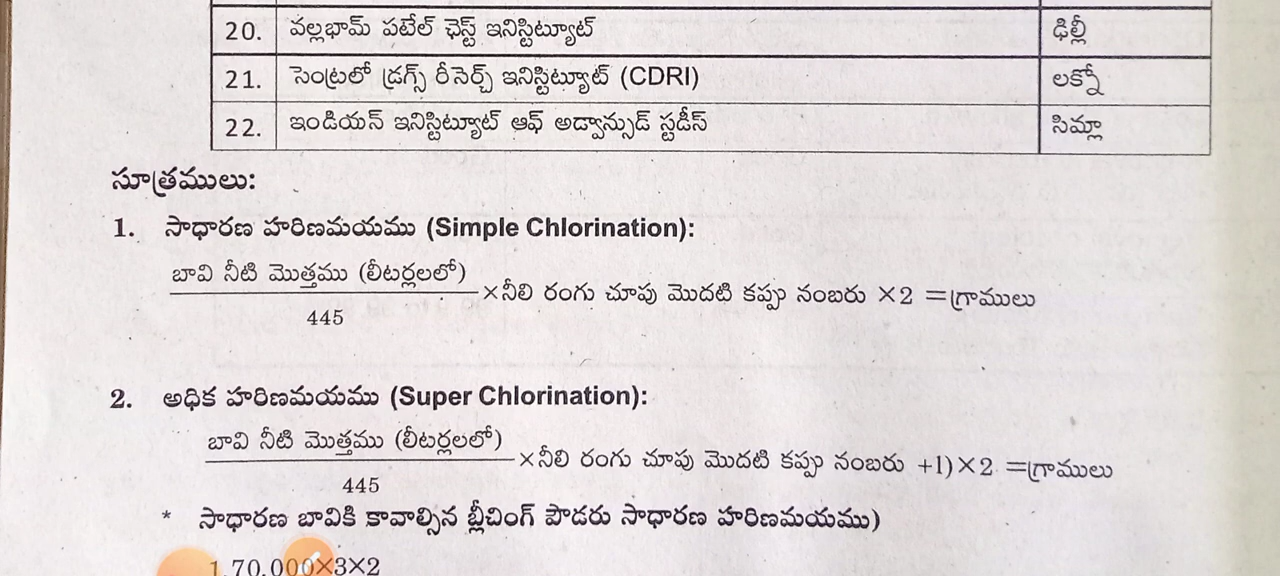 20. వల్లభామ్ పటేల్ ఛెస్ట్ ఇనిస్టిట్యూట్ ఢిల్లీ
21. సెంట్రలో డ్రగ్స్ రీసెర్చ్ ఇనిస్టిట్యూట్ (CDRI) లక్నో
22. ఇండియన్ ఇనిస్టిట్యూట్ ఆఫ్ అడ్వాన్సుడ్ స్టడీస్ సిమ్లా
సూత్రములు:
1. సాధారణ హరిణమయము (Simple Chlorination):
బావి నీటి మొత్తము (లీటర్లలలో)
×నీలి రంగు చూపు మొదటి కప్పు నంబరు ×2 =గ్రాములు
445
2. అధిక హరిణమయము (Super Chlorination):
బావి నీటి మొత్తము (లీటర్లలలో)
×నీలి రంగు చూపు మొదటి కప్పు నంబరు +1)×2 =గ్రాములు
445
* సాధారణ బావికి కావాల్సిన బ్లీచింగ్ పౌడరు సాధారణ హరిణమయము)
1,70,000×3×2